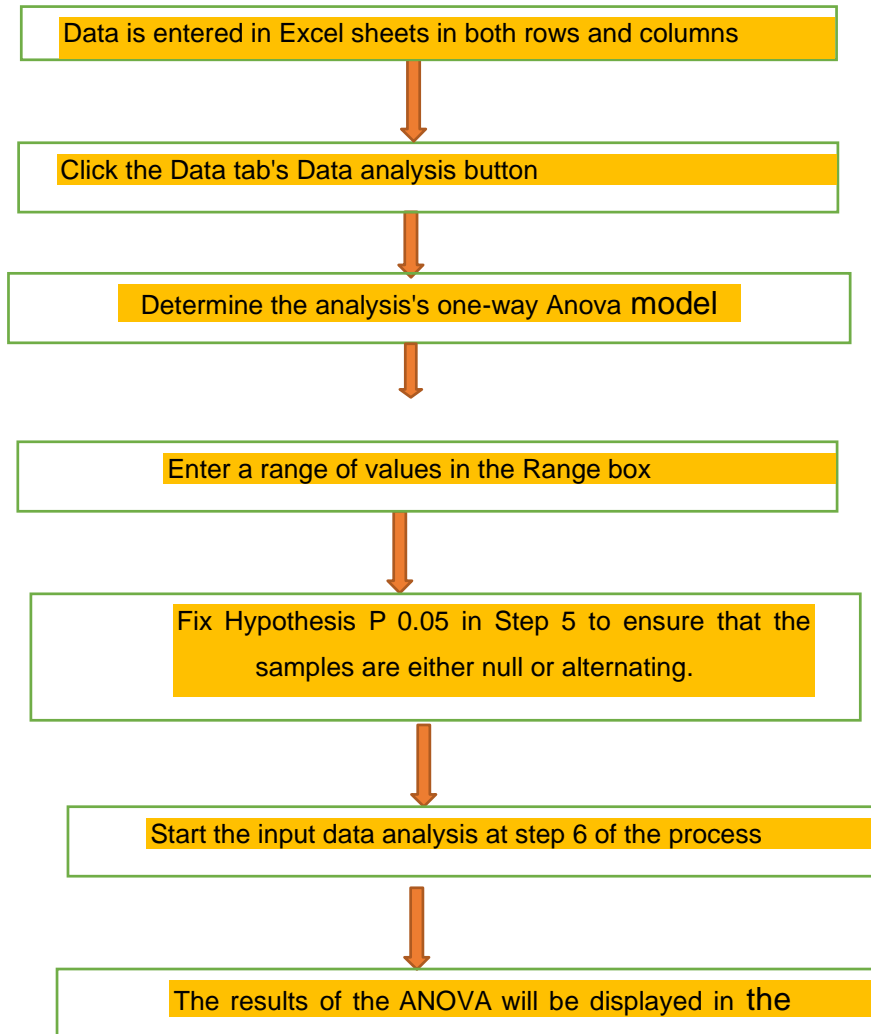 Data is entered in Excel sheets in both rows and columns
Click the Data tab's Data analysis button
Determine the analysis's one-way Anova model
Enter a range of values in the Range box
Fix Hypothesis P 0.05 in Step 5 to ensure that the
samples are either null or alternating.
Start the input data analysis at step 6 of the process
The results of the ANOVA will be displayed in the